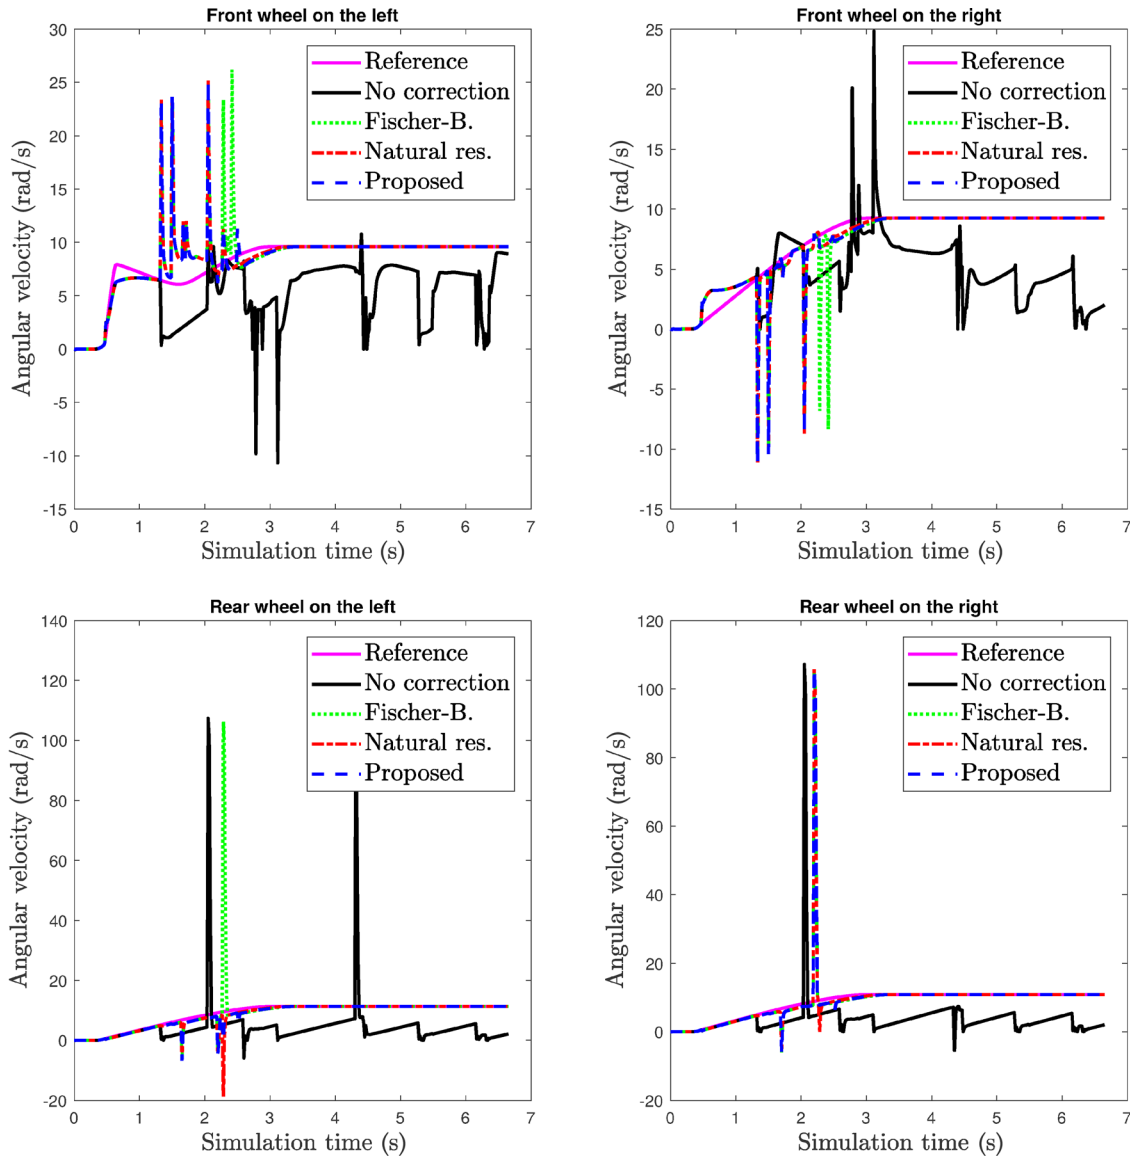 Front wheel on the left
30
25
20
15
10
5
0
-5
-10
-15
Angular velocity (rad/s)
Reference
No correction
Fischer-B.
Natural res.
Proposed
0 1 2 3 4 5 6 7
Simulation time (s)
Front wheel on the right
25
20
15
10
5
0
-5
-10
-15
Angular velocity (rad/s)
Reference
No correction
Fischer-B.
Natural res.
Proposed
0 1 2 3 4 5 6 7
Simulation time (s)
Rear wheel on the left
140
120
100
80
60
40
20
0
-20
Angular velocity (rad/s)
Reference
No correction
Fischer-B.
Natural res.
Proposed
0 1 2 3 4 5 6 7
Simulation time (s)
Rear wheel on the right
120
100
80
60
40
20
0
-20
Angular velocity (rad/s)
Reference
No correction
Fischer-B.
Natural res.
Proposed
0 1 2 3 4 5 6 7
Simulation time (s)